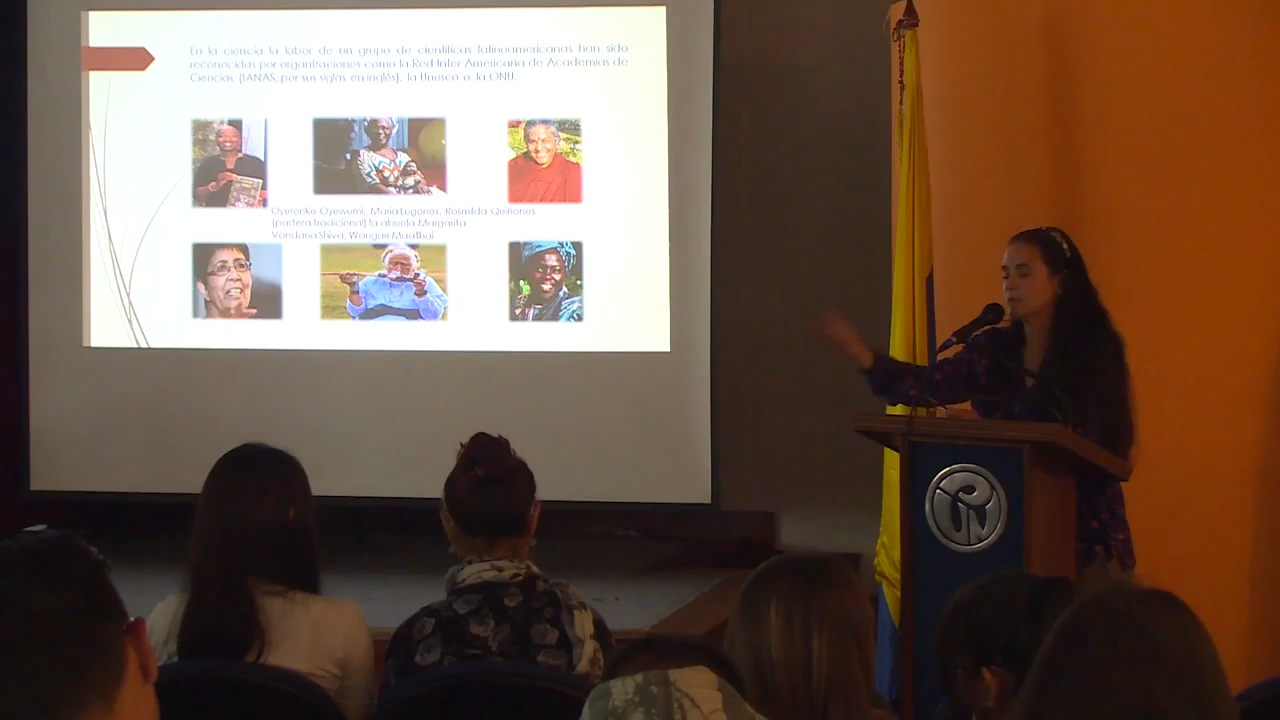 En la ciencia la labor de un grupo de científicas latinoamericanas han sido
reconocidas por organizaciones como la Red Inter-Americana de Academias de
Ciencias (IANAS, por sus siglas en inglés), la Unesco o la ONU.
Oyeronke Oyewumi, Maria Lugones, Rosmilda Quiñones
(partera tradicional) la abuela Margarita
Vandana Shiva, Wangari Maathai